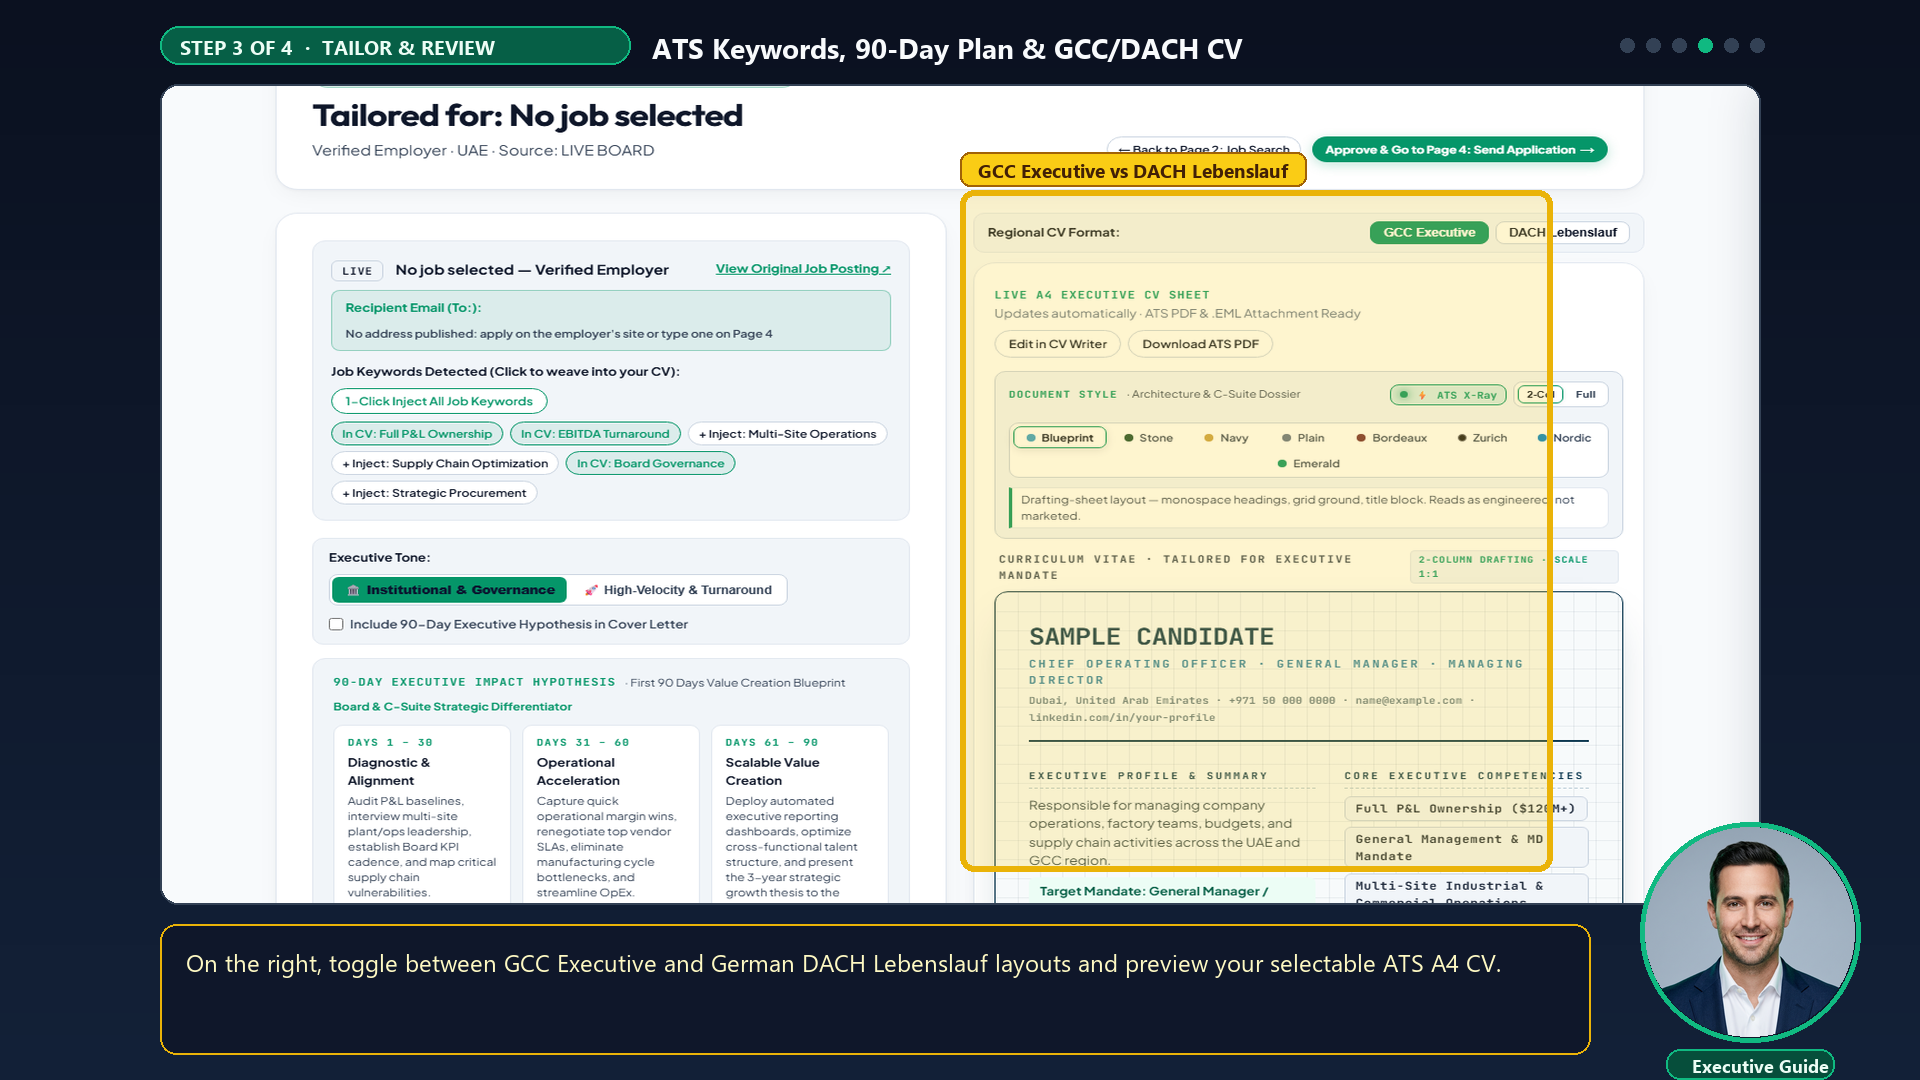 STEP 3 OF 4 · TAILOR & REVIEW
ATS Keywords, 90-Day Plan & GCC/DACH CV
Tailored for: No job selected
Verified Employer · UAE · Source: LIVE BOARD
← Back to Page 2: Job Search
Approve & Go to Page 4: Send Application →
GCC Executive vs DACH Lebenslauf
LIVE
No job selected — Verified Employer
View Original Job Posting ↗
Recipient Email (To:):
No address published: apply on the employer's site or type one on Page 4
Job Keywords Detected (Click to weave into your CV):
1-Click Inject All Job Keywords
In CV: Full P&L Ownership
In CV: EBITDA Turnaround
+ Inject: Multi-Site Operations
+ Inject: Supply Chain Optimization
In CV: Board Governance
+ Inject: Strategic Procurement
Executive Tone:
🏛 Institutional & Governance
🚀 High-Velocity & Turnaround
Include 90-Day Executive Hypothesis in Cover Letter
90-DAY EXECUTIVE IMPACT HYPOTHESIS · First 90 Days Value Creation Blueprint
Board & C-Suite Strategic Differentiator
DAYS 1 – 30
Diagnostic &
Alignment
Audit P&L baselines,
interview multi-site
plant/ops leadership,
establish Board KPI
cadence, and map critical
supply chain
vulnerabilities.
DAYS 31 – 60
Operational
Acceleration
Capture quick
operational margin wins,
renegotiate top vendor
SLAs, eliminate
manufacturing cycle
bottlenecks, and
streamline OpEx.
DAYS 61 – 90
Scalable Value
Creation
Deploy automated
executive reporting
dashboards, optimize
cross-functional talent
structure, and present
the 3-year strategic
growth thesis to the
Regional CV Format:
GCC Executive
DACH Lebenslauf
LIVE A4 EXECUTIVE CV SHEET
Updates automatically · ATS PDF & .EML Attachment Ready
Edit in CV Writer
Download ATS PDF
DOCUMENT STYLE · Architecture & C-Suite Dossier
⚡ ATS X-Ray
2-Col
Full
Blueprint
Stone
Navy
Plain
Bordeaux
Zurich
Nordic
Emerald
Drafting-sheet layout — monospace headings, grid ground, title block. Reads as engineered, not
marketed.
CURRICULUM VITAE · TAILORED FOR EXECUTIVE
MANDATE
2-COLUMN DRAFTING · SCALE
1:1
SAMPLE CANDIDATE
CHIEF OPERATING OFFICER · GENERAL MANAGER · MANAGING
DIRECTOR
Dubai, United Arab Emirates · +971 50 000 0000 · name@example.com ·
linkedin.com/in/your-profile
EXECUTIVE PROFILE & SUMMARY
Responsible for managing company
operations, factory teams, budgets, and
supply chain activities across the UAE and
GCC region.
Target Mandate: General Manager /
CORE EXECUTIVE COMPETENCIES
Full P&L Ownership ($120M+)
General Management & MD
Mandate
Multi-Site Industrial &
Commercial Operations
On the right, toggle between GCC Executive and German DACH Lebenslauf layouts and preview your selectable ATS A4 CV.
Executive Guide